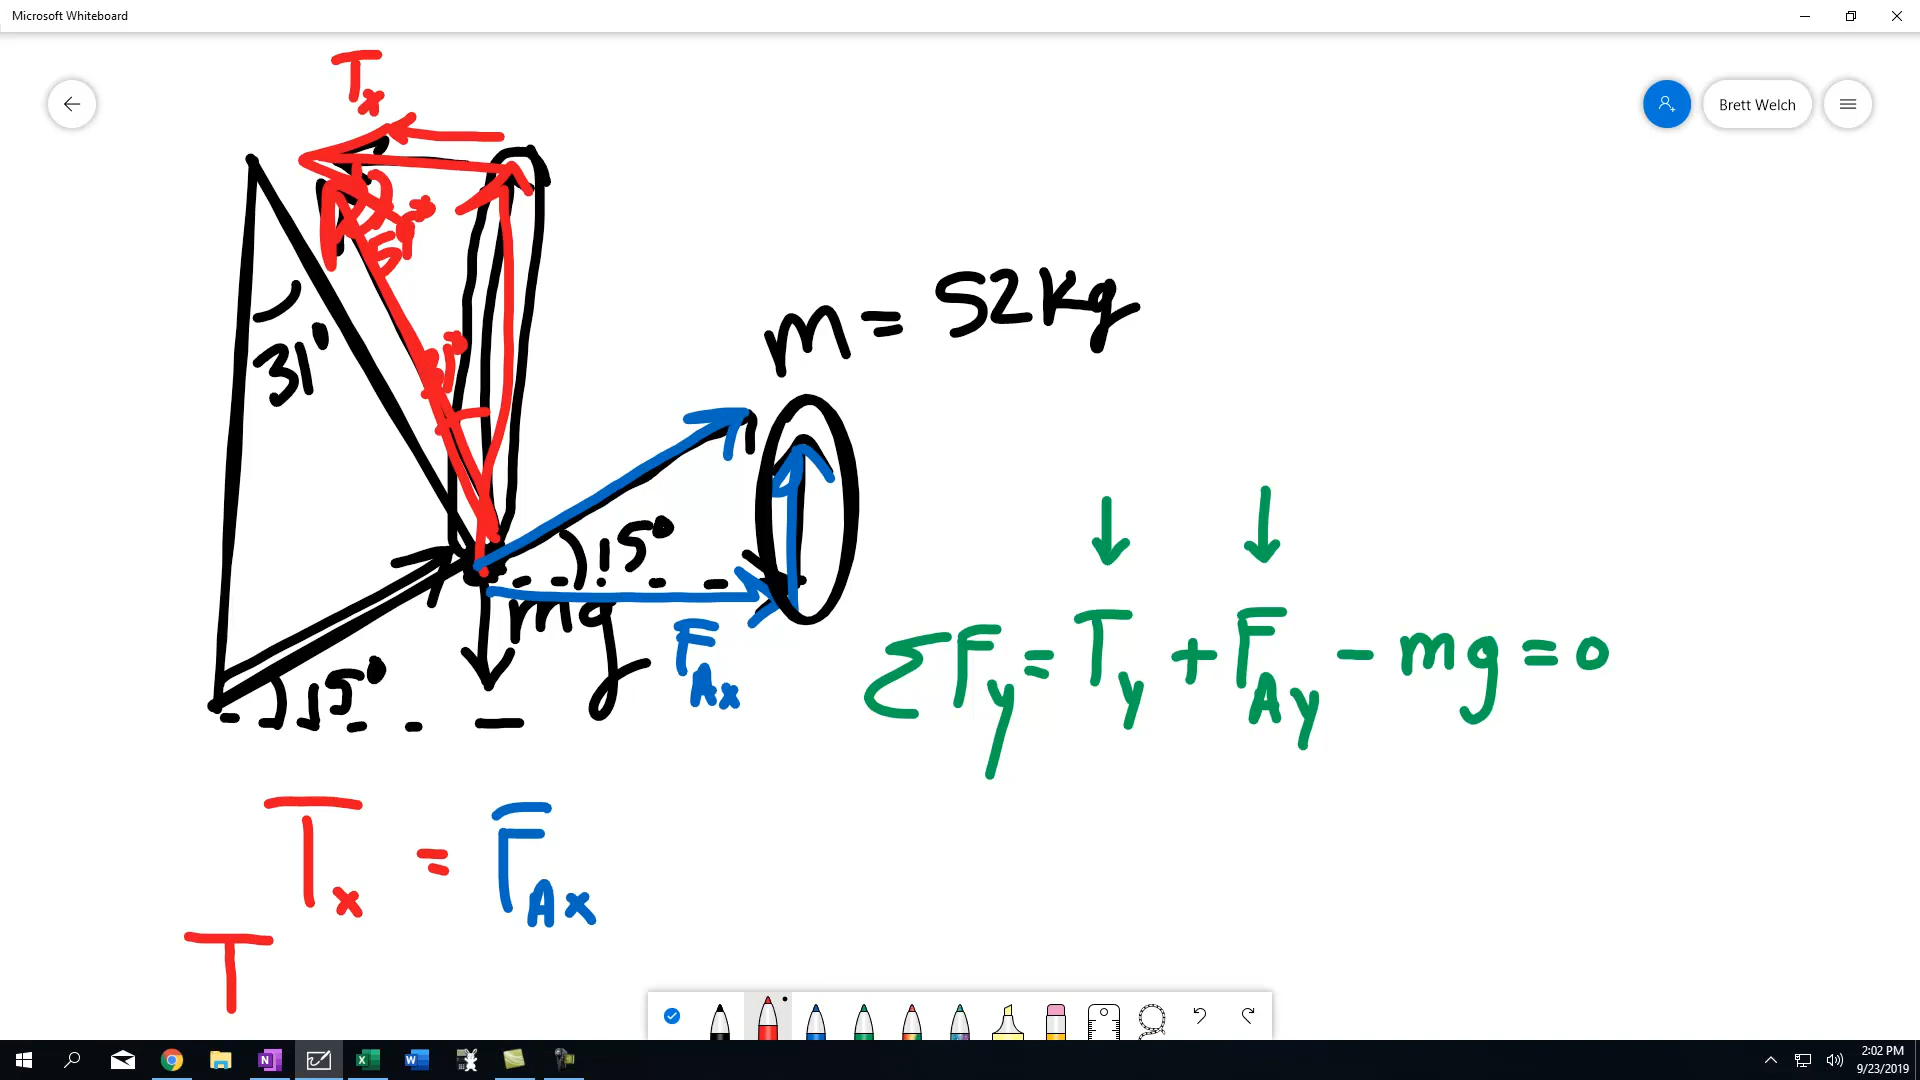 Microsoft Whiteboard
Brett Welch
Tx
31°
m = 52kg
15°
mg
FAx
15°
ΣFy = Ty + FAy - mg = 0
Tx = FAx
T
2:02 PM
9/23/2019